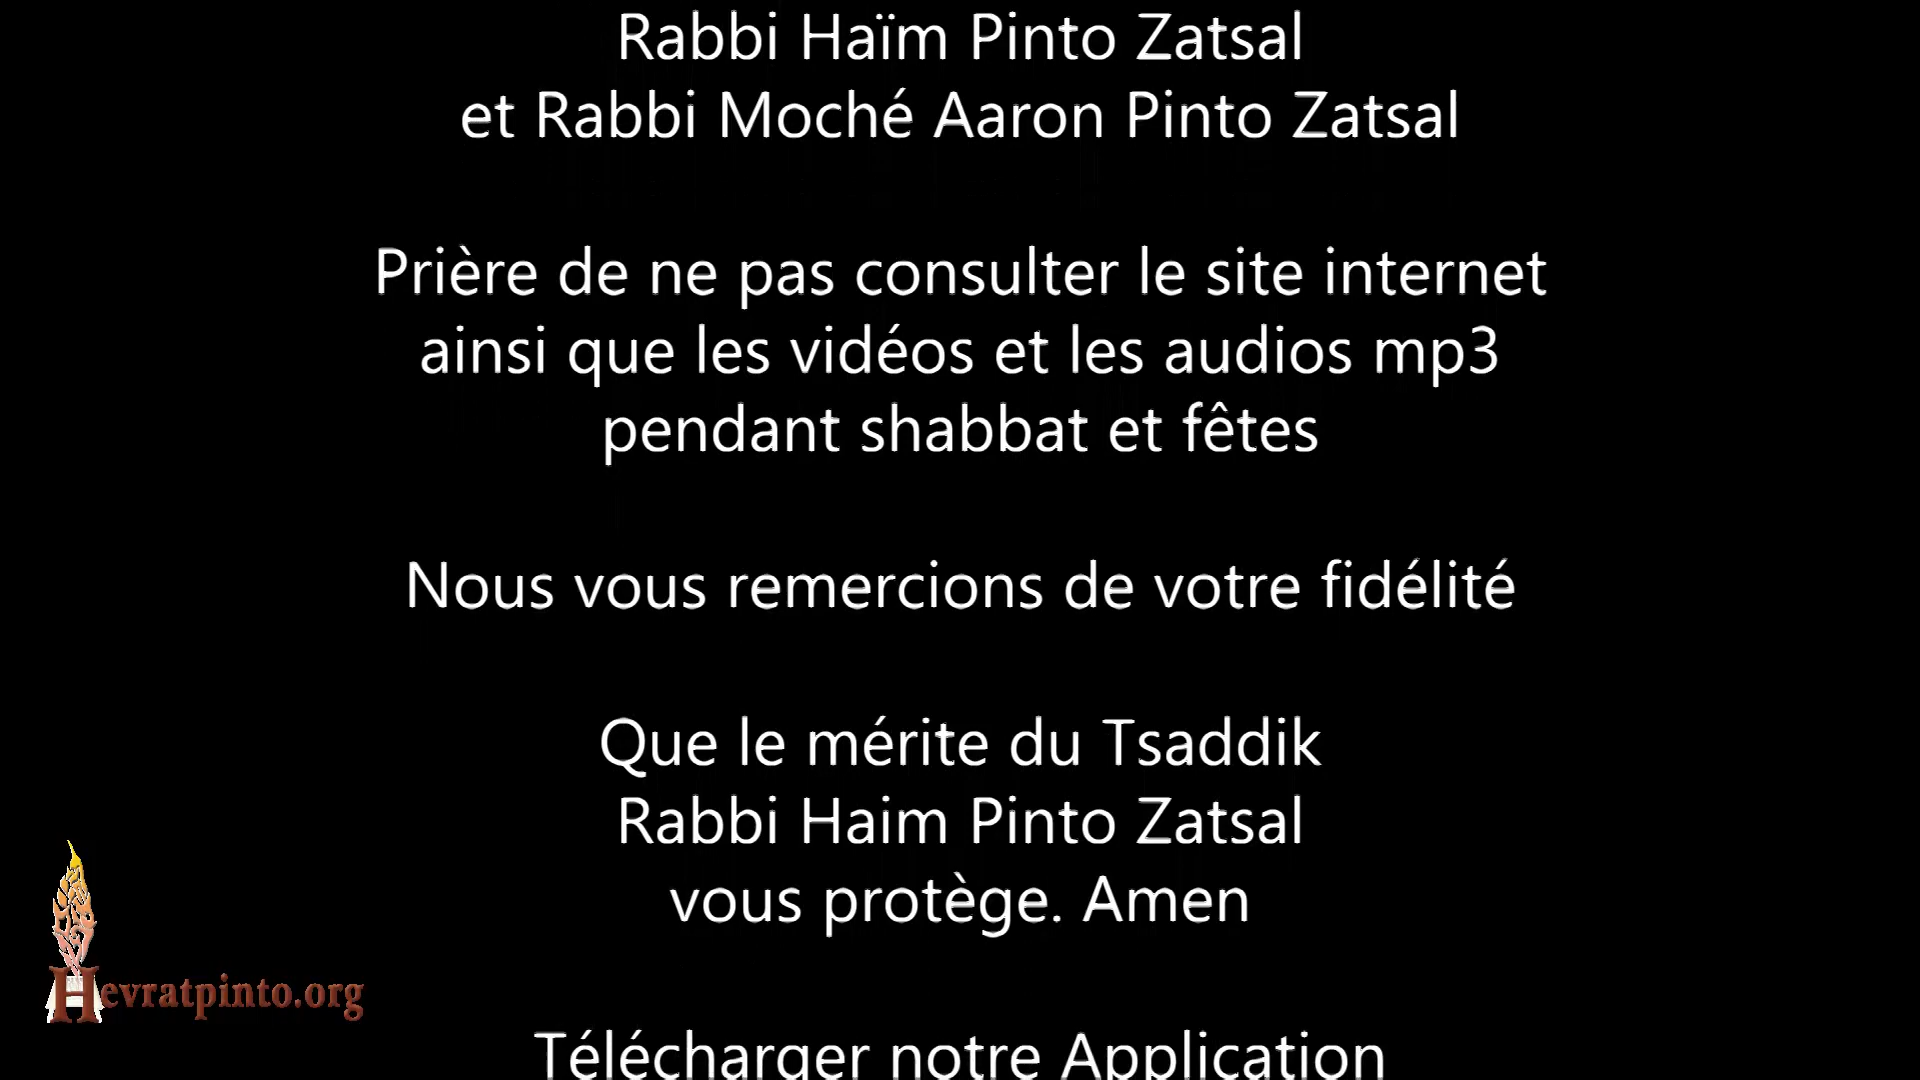 Rabbi Haïm Pinto Zatsal
et Rabbi Moché Aaron Pinto Zatsal
Prière de ne pas consulter le site internet
ainsi que les vidéos et les audios mp3
pendant shabbat et fêtes
Nous vous remercions de votre fidélité
Que le mérite du Tsaddik
Rabbi Haim Pinto Zatsal
vous protège. Amen
Hevratpinto.org
Télécharger notre Application